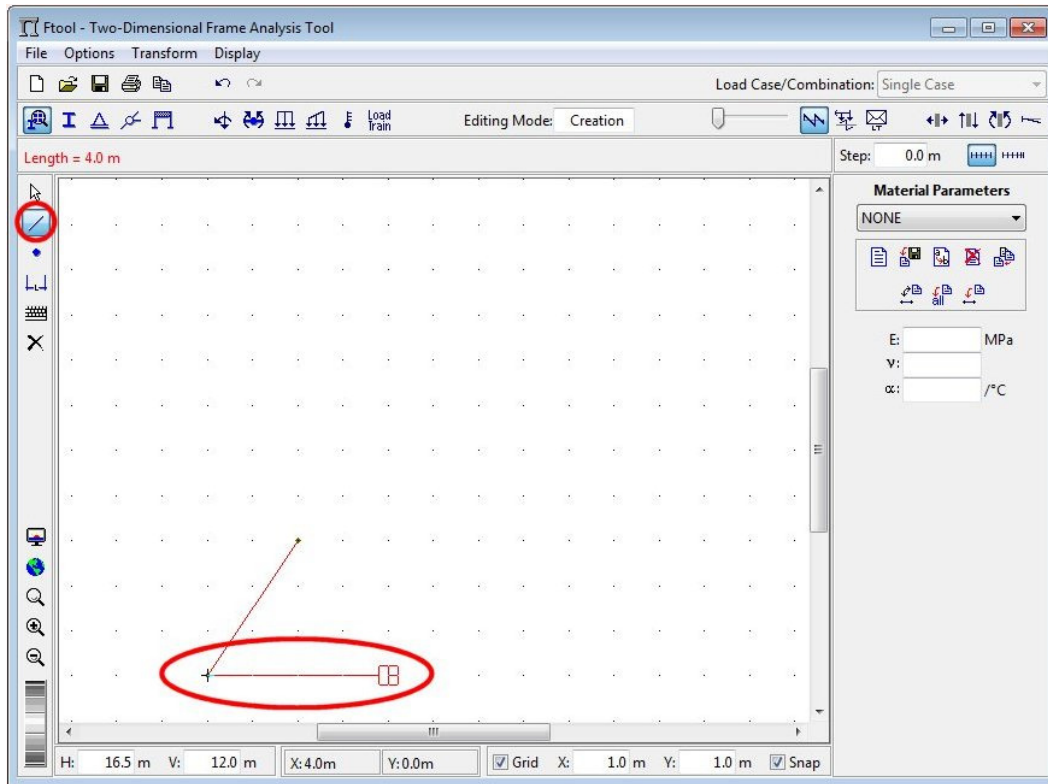 Ftool - Two-Dimensional Frame Analysis Tool
File Options Transform Display
Load Case/Combination: Single Case
Load Train Editing Mode: Creation LT
Length = 4.0 m Step: 0.0 m
Material Parameters
NONE
all
E: MPa
ν:
α: /°C
H: 16.5 m V: 12.0 m X: 4.0m Y: 0.0m Grid X: 1.0 m Y: 1.0 m Snap